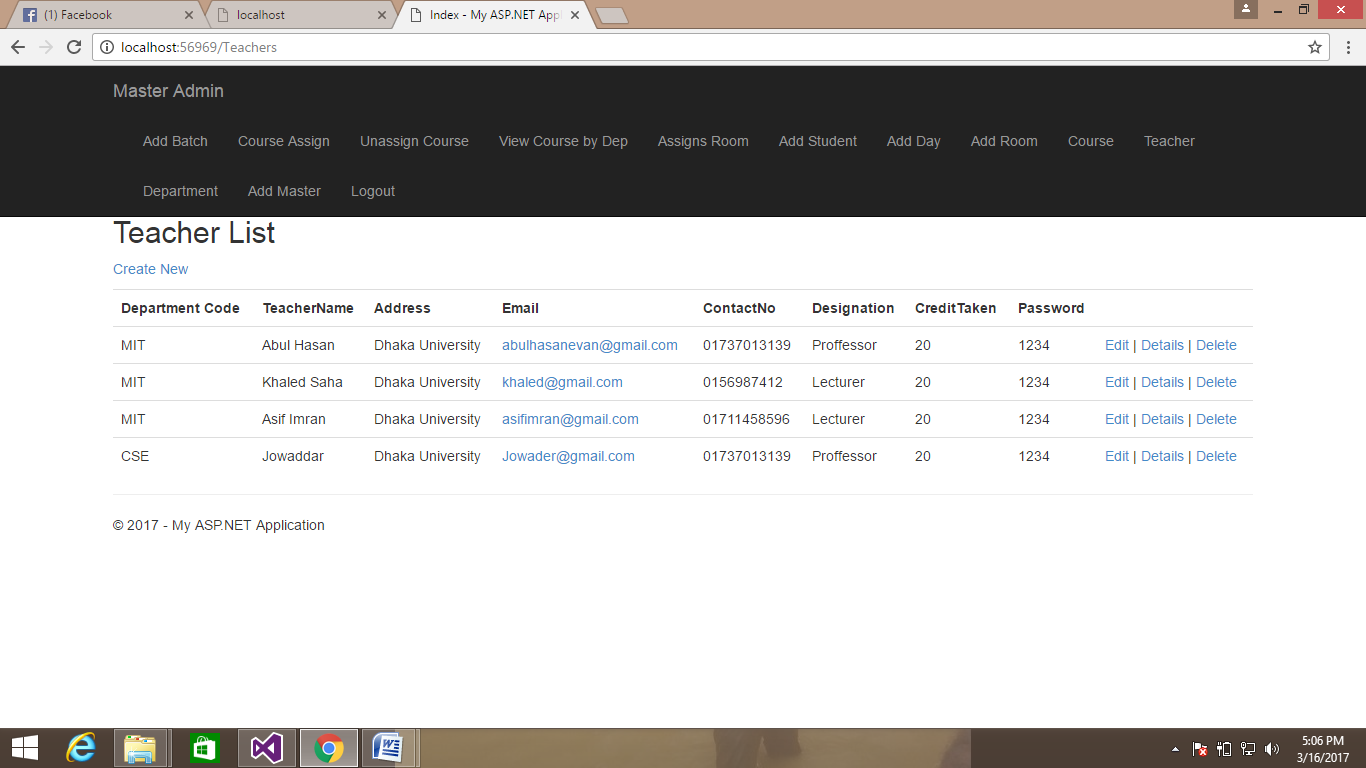 (1) Facebook localhost Index - My ASP.NET Appl
localhost:56969/Teachers
Master Admin
Add Batch Course Assign Unassign Course View Course by Dep Assigns Room Add Student Add Day Add Room Course Teacher
Department Add Master Logout
Teacher List
Create New
Department Code TeacherName Address Email ContactNo Designation CreditTaken Password
MIT Abul Hasan Dhaka University abulhasanevan@gmail.com 01737013139 Proffessor 20 1234 Edit | Details | Delete
MIT Khaled Saha Dhaka University khaled@gmail.com 0156987412 Lecturer 20 1234 Edit | Details | Delete
MIT Asif Imran Dhaka University asifimran@gmail.com 01711458596 Lecturer 20 1234 Edit | Details | Delete
CSE Jowaddar Dhaka University Jowader@gmail.com 01737013139 Proffessor 20 1234 Edit | Details | Delete
© 2017 - My ASP.NET Application
5:06 PM
3/16/2017